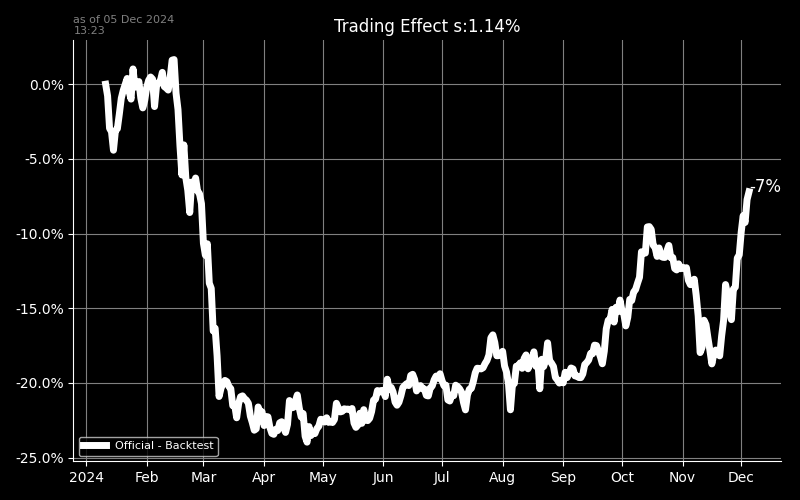 as of 05 Dec 2024
13:23
Trading Effect s:1.14%
0.0%
-5.0%
-10.0%
-15.0%
-20.0%
-25.0%
-7%
Official - Backtest
2024 Feb Mar Apr May Jun Jul Aug Sep Oct Nov Dec